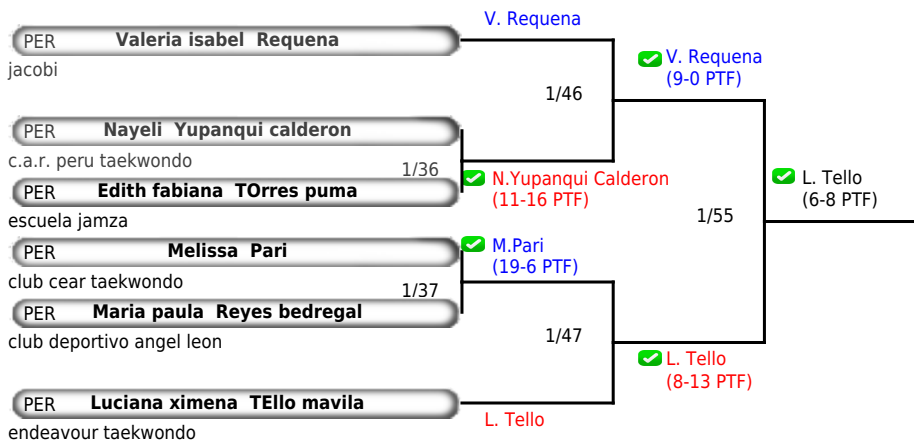 V. Requena
PER Valeria isabel Requena
jacobi
V. Requena
(9-0 PTF)
1/46
PER Nayeli Yupanqui calderon
c.a.r. peru taekwondo
1/36
N.Yupanqui Calderon
(11-16 PTF)
L. Tello
(6-8 PTF)
PER Edith fabiana TOrres puma
escuela jamza
1/55
PER Melissa Pari
M.Pari
(19-6 PTF)
club cear taekwondo
1/37
PER Maria paula Reyes bedregal
club deportivo angel leon
1/47
L. Tello
(8-13 PTF)
PER Luciana ximena TEllo mavila
L. Tello
endeavour taekwondo